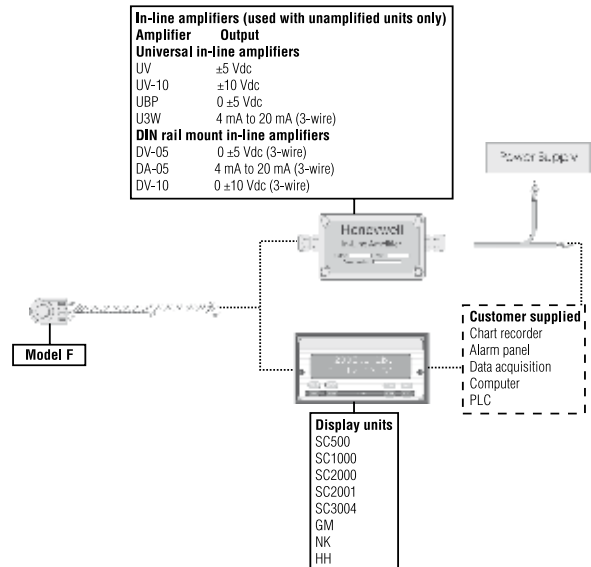 In-line amplifiers (used with unamplified units only)
Amplifier Output
Universal in-line amplifiers
UV ±5 Vdc
UV-10 ±10 Vdc
UBP 0 ±5 Vdc
U3W 4 mA to 20 mA (3-wire)
DIN rail mount in-line amplifiers
DV-05 0 ±5 Vdc (3-wire)
DA-05 4 mA to 20 mA (3-wire)
DV-10 0 ±10 Vdc (3-wire)
Power Supply
Honeywell
In-Line Amplifier
Model F
Customer supplied
Chart recorder
Alarm panel
Data acquisition
Computer
PLC
Display units
SC500
SC1000
SC2000
SC2001
SC3004
GM
NK
HH